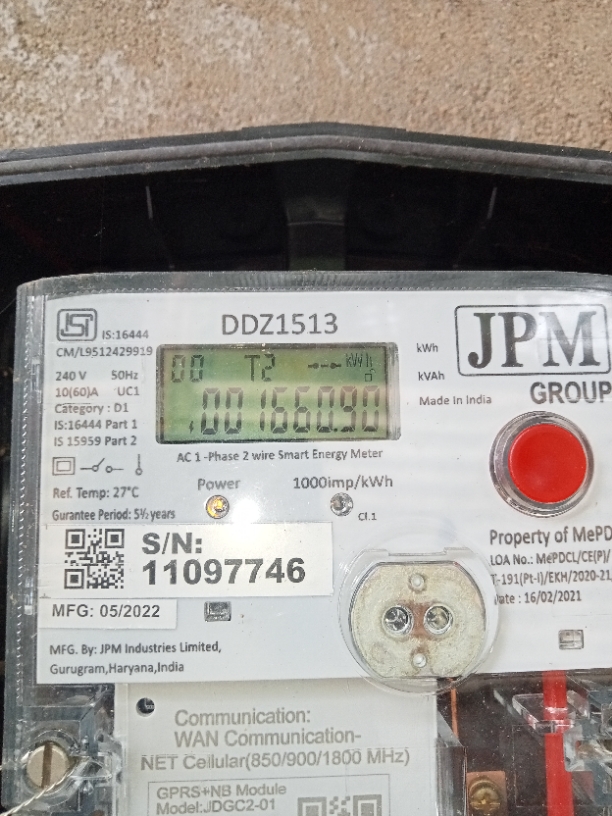 ISI
IS:16444
CM/L9512429919
DDZ1513
240 V 50Hz
10(60)A UC1
Category : D1
IS:16444 Part 1
IS 15959 Part 2
00 T2 kWh
001660.90
kWh
kVAh
Made in India
JPM
GROUP
AC 1 -Phase 2 wire Smart Energy Meter
Ref. Temp: 27°C
Gurantee Period: 5½ years
Power
1000imp/kWh
Cl.1
S/N:
11097746
MFG: 05/2022
Property of MePD
LOA No.: MePDCL/CE(P)/
T-191(Pt-I)/EKH/2020-21
Date : 16/02/2021
MFG. By: JPM Industries Limited,
Gurugram,Haryana,India
Communication:
WAN Communication-
NET Cellular(850/900/1800 MHz)
GPRS+NB Module
Model:JDGC2-01